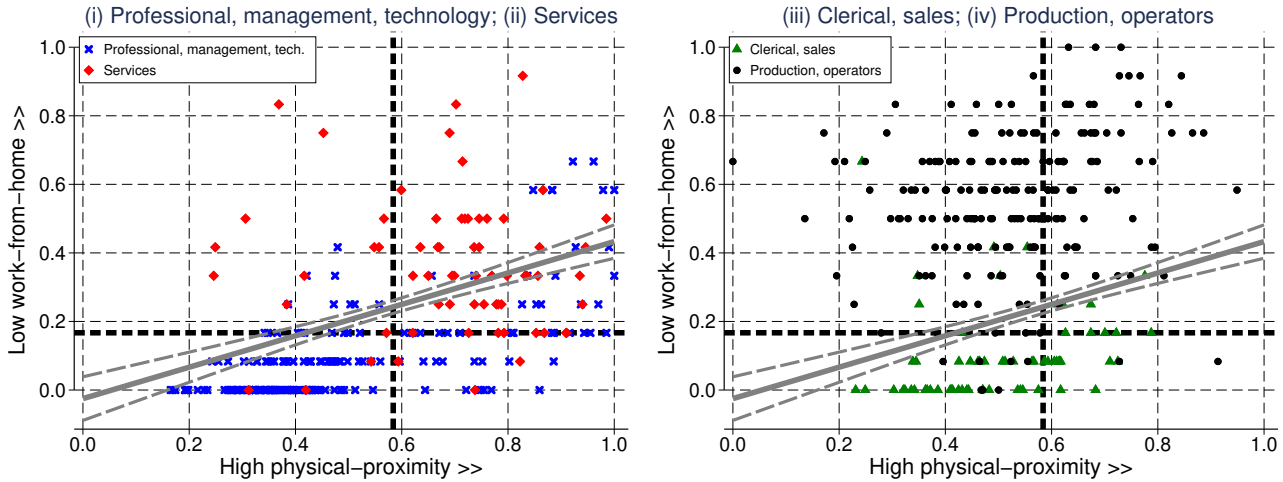 (i) Professional, management, technology; (ii) Services
Professional, management, tech.
Services
Low work−from−home >>
1.0
0.8
0.6
0.4
0.2
0.0
0.0 0.2 0.4 0.6 0.8 1.0
High physical−proximity >>
(iii) Clerical, sales; (iv) Production, operators
Clerical, sales
Production, operators
Low work−from−home >>
1.0
0.8
0.6
0.4
0.2
0.0
0.0 0.2 0.4 0.6 0.8 1.0
High physical−proximity >>